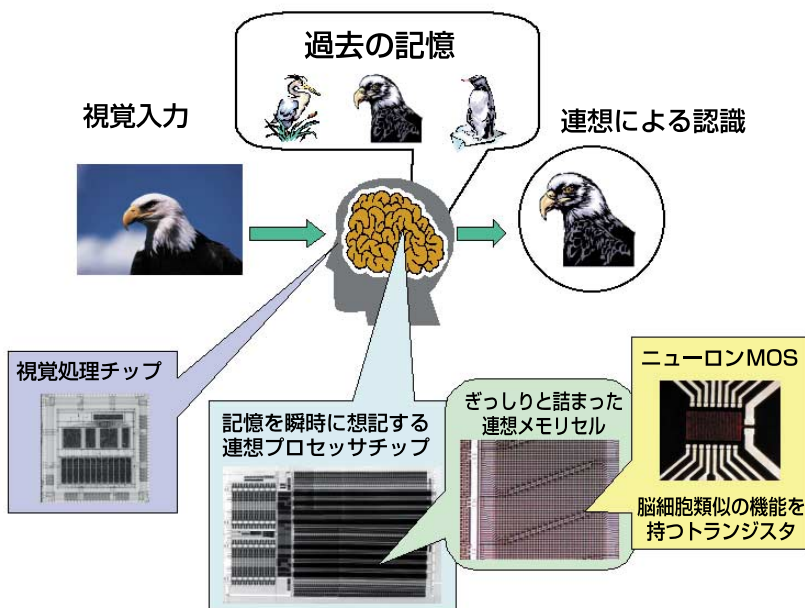 過去の記憶
視覚入力
連想による認識
視覚処理チップ
記憶を瞬時に想記する
連想プロセッサチップ
ぎっしりと詰まった
連想メモリセル
ニューロンMOS
脳細胞類似の機能を
持つトランジスタ